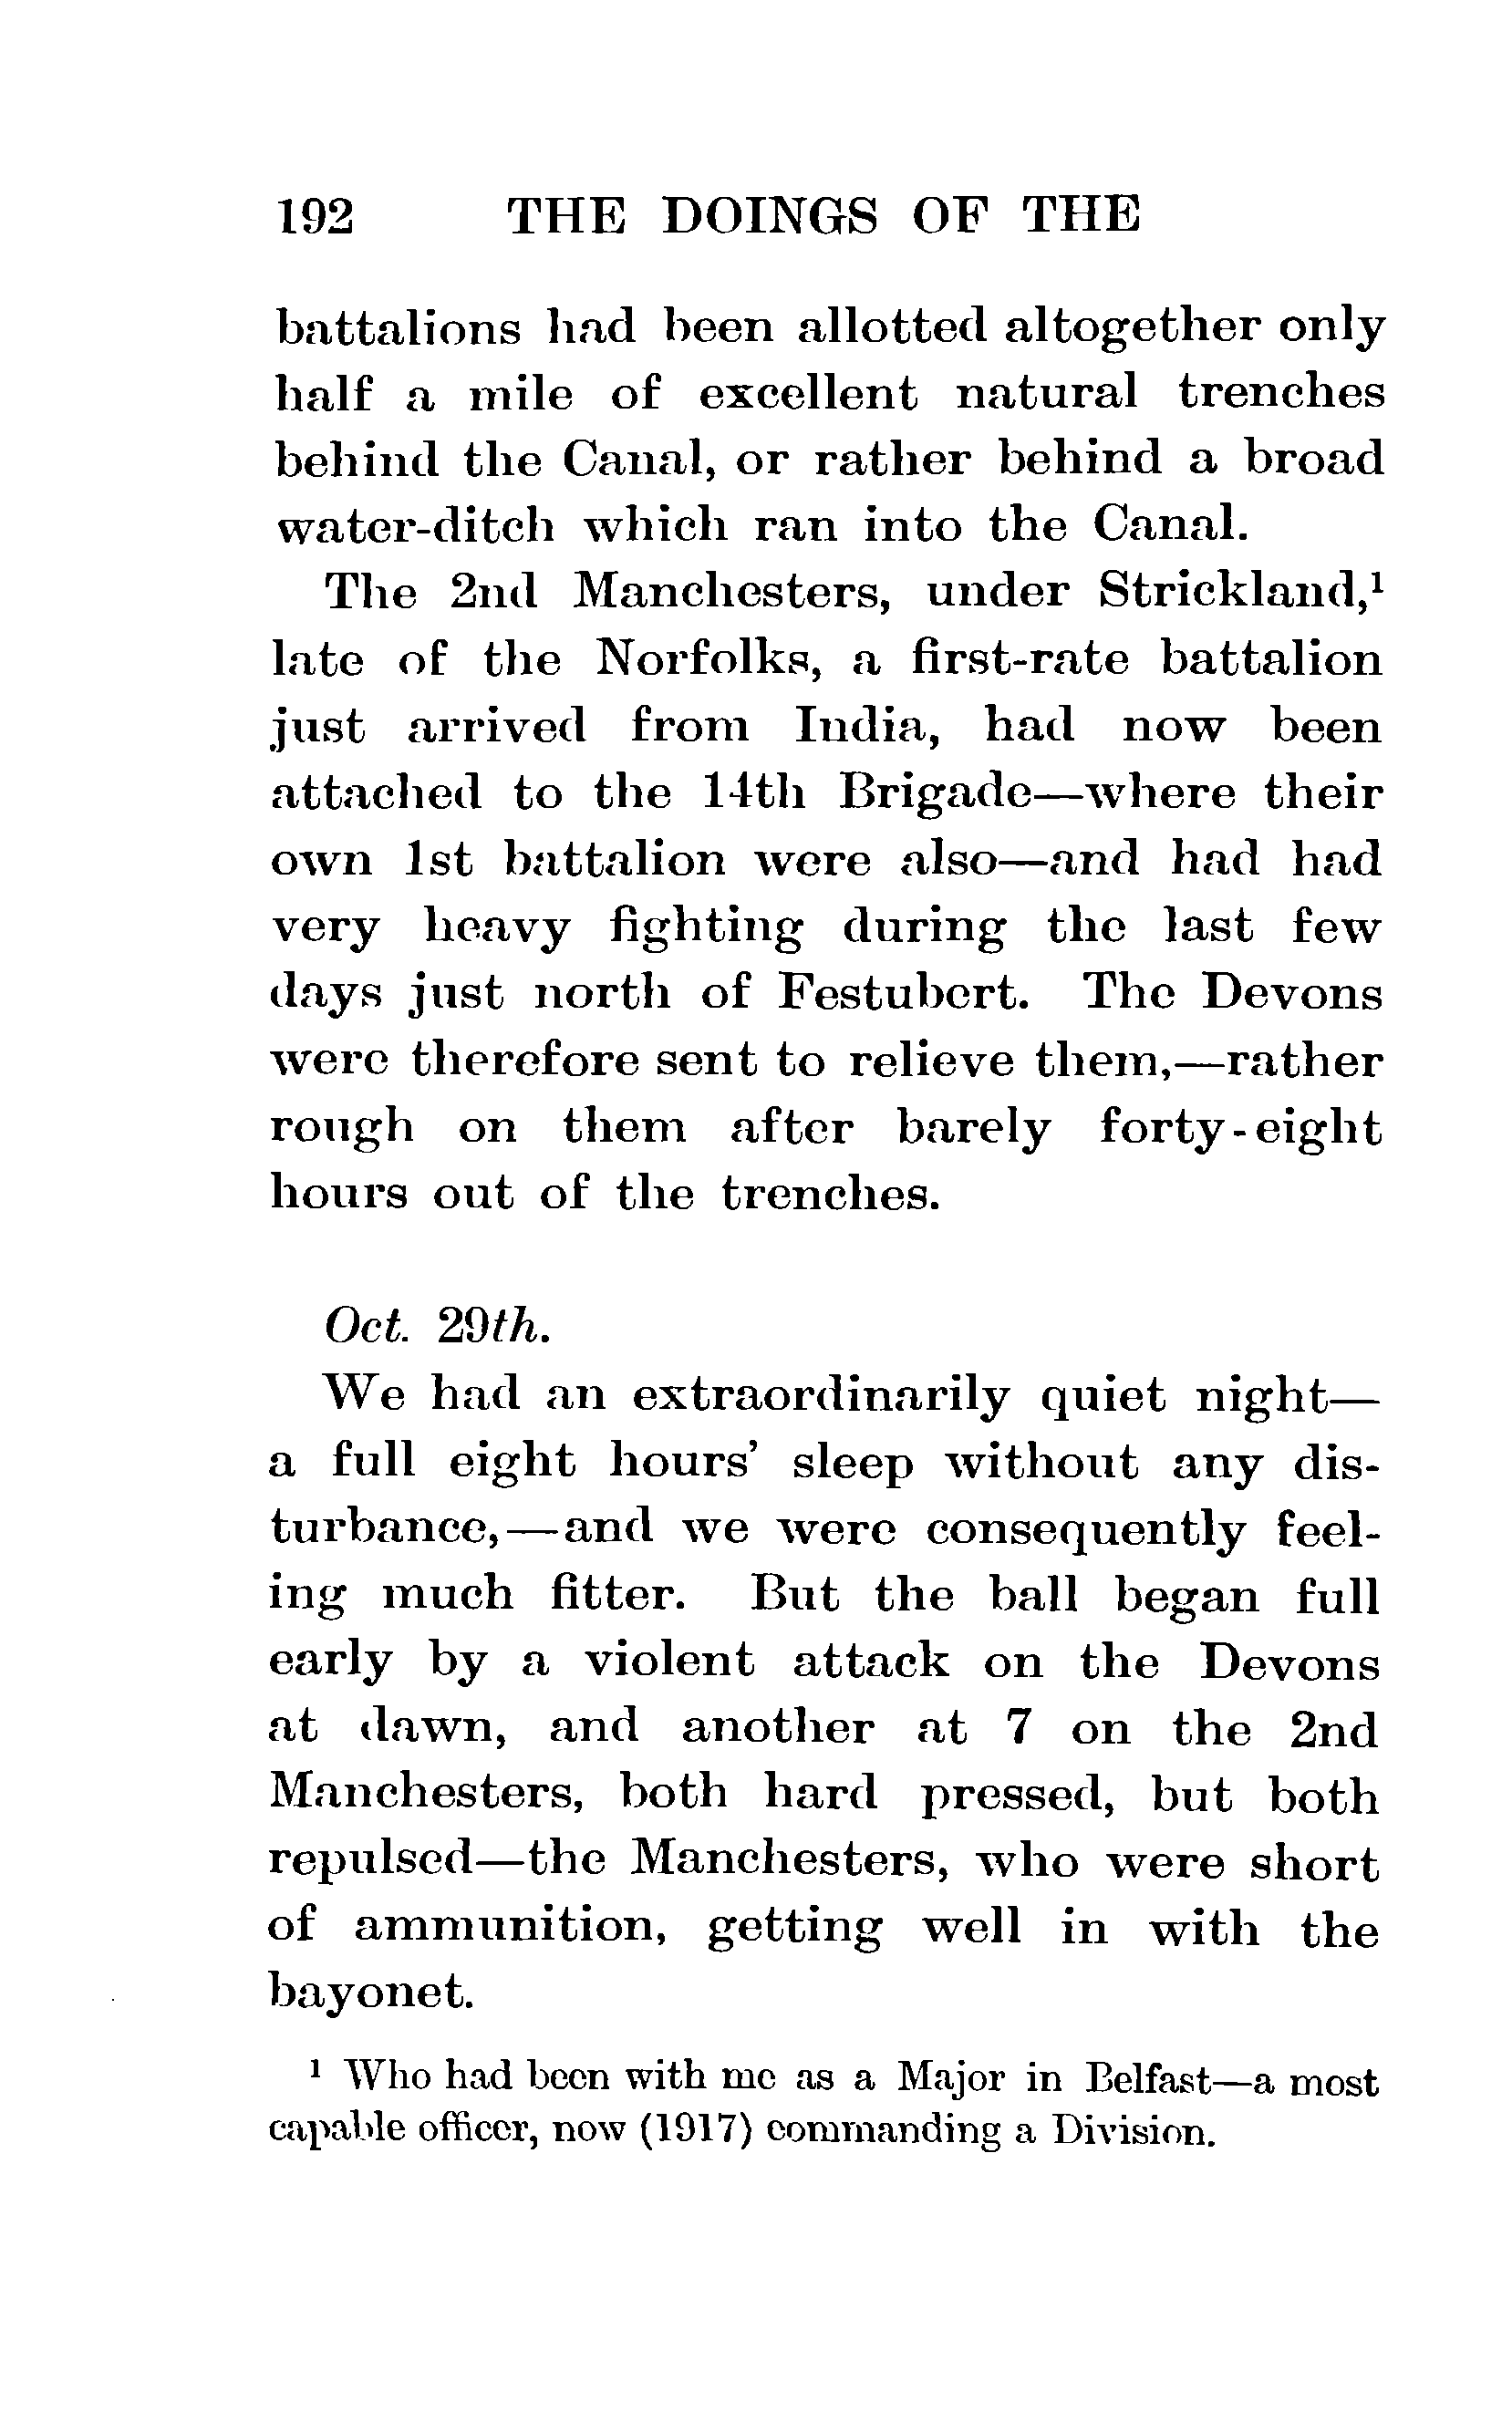 192 THE DOINGS OF THE
battalions had been allotted altogether only
half a mile of excellent natural trenches
behind the Canal, or rather behind a broad
water-ditch which ran into the Canal.
The 2nd Manchesters, under Strickland,¹
late of the Norfolks, a first-rate battalion
just arrived from India, had now been
attached to the 14th Brigade—where their
own 1st battalion were also—and had had
very heavy fighting during the last few
days just north of Festubert. The Devons
were therefore sent to relieve them,—rather
rough on them after barely forty-eight
hours out of the trenches.
Oct. 29th.
We had an extraordinarily quiet night—
a full eight hours' sleep without any dis-
turbance,—and we were consequently feel-
ing much fitter. But the ball began full
early by a violent attack on the Devons
at dawn, and another at 7 on the 2nd
Manchesters, both hard pressed, but both
repulsed—the Manchesters, who were short
of ammunition, getting well in with the
bayonet.
¹ Who had been with me as a Major in Belfast—a most
capable officer, now (1917) commanding a Division.